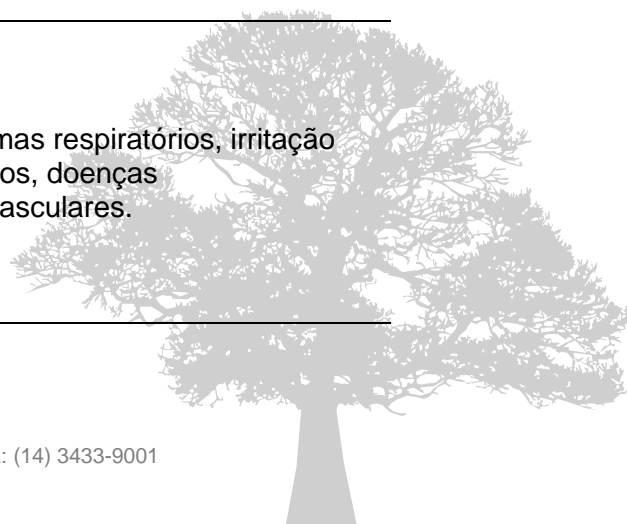 mas respiratórios, irritação
os, doenças
asculares.
: (14) 3433-9001